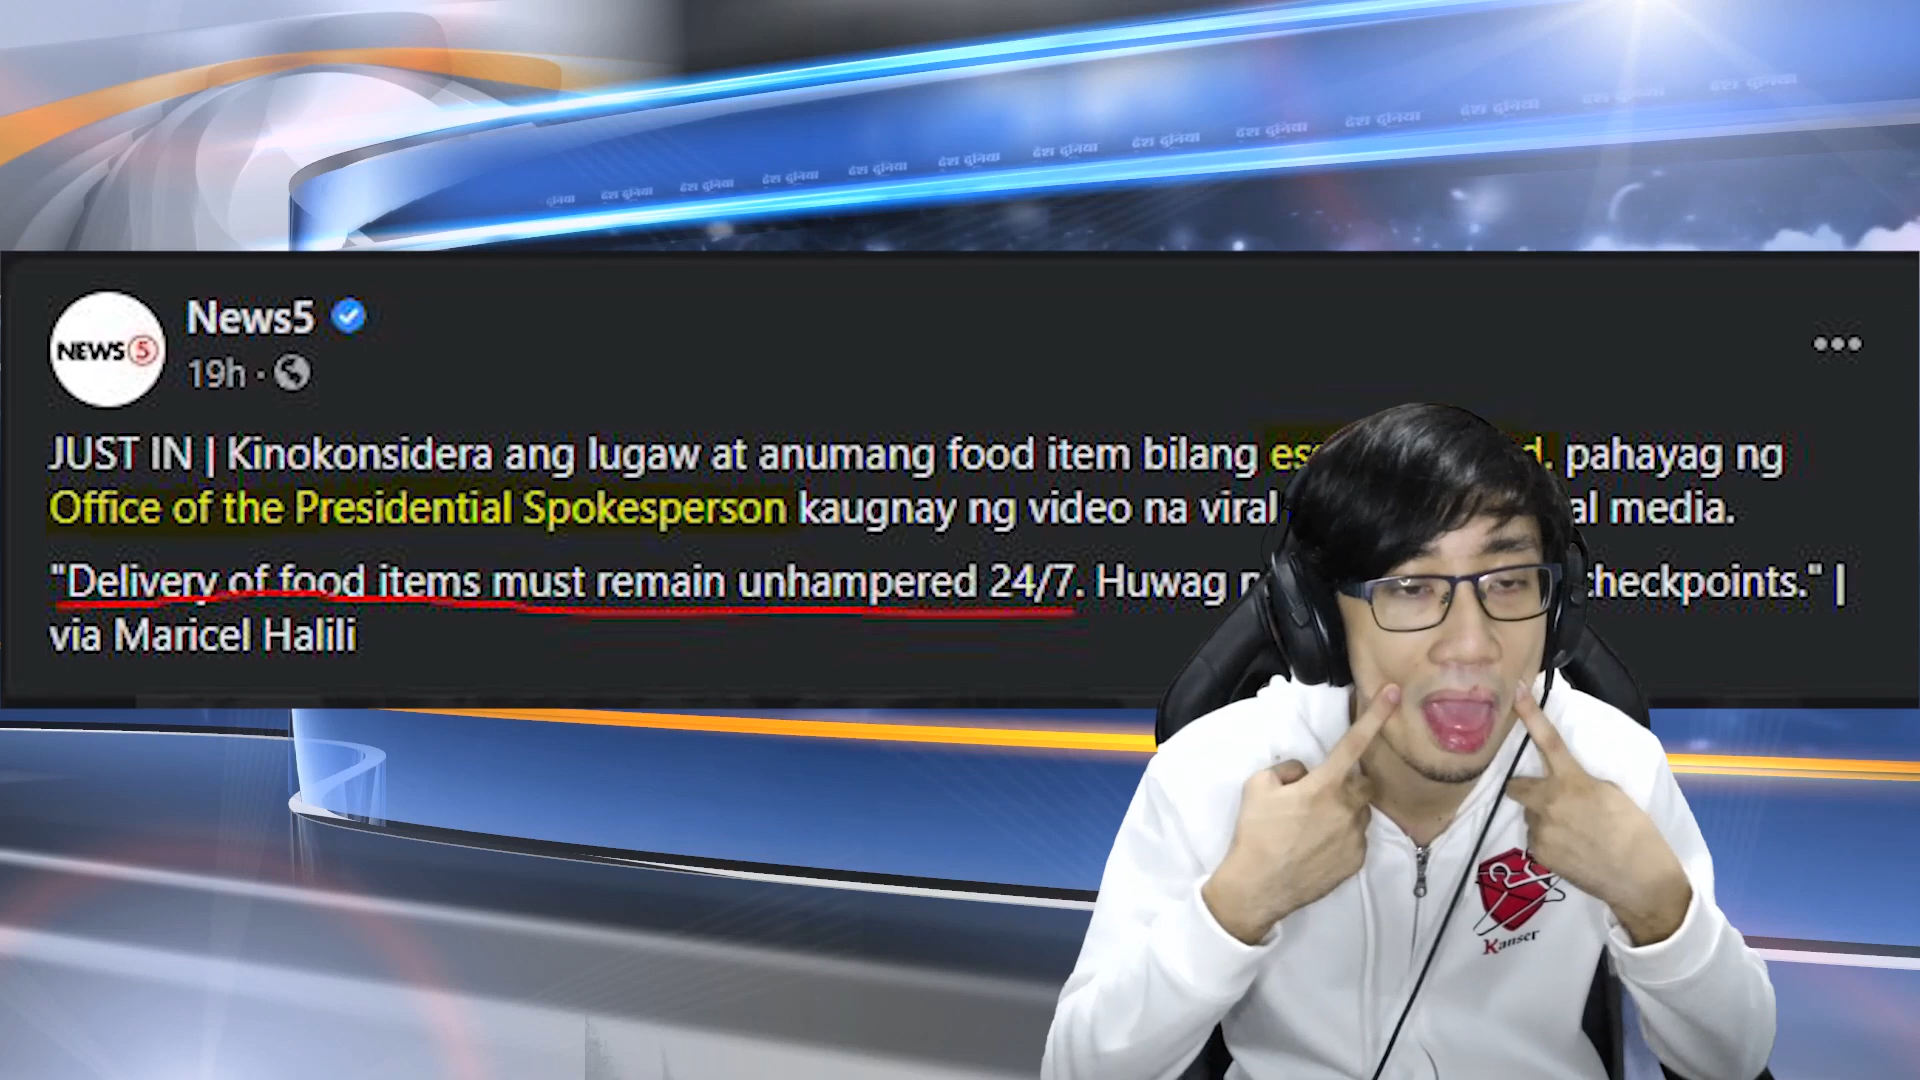 देश दुनिया देश दुनिया देश दुनिया देश दुनिया देश दुनिया देश दुनिया देश दुनिया देश दुनिया देश दुनिया देश दुनिया
News5
NEWS 5
19h ·
JUST IN | Kinokonsidera ang lugaw at anumang food item bilang pahayag ng
Office of the Presidential Spokesperson kaugnay ng video na viral media.
"Delivery of food items must remain unhampered 24/7. Huwag checkpoints." |
via Maricel Halili
Kanser